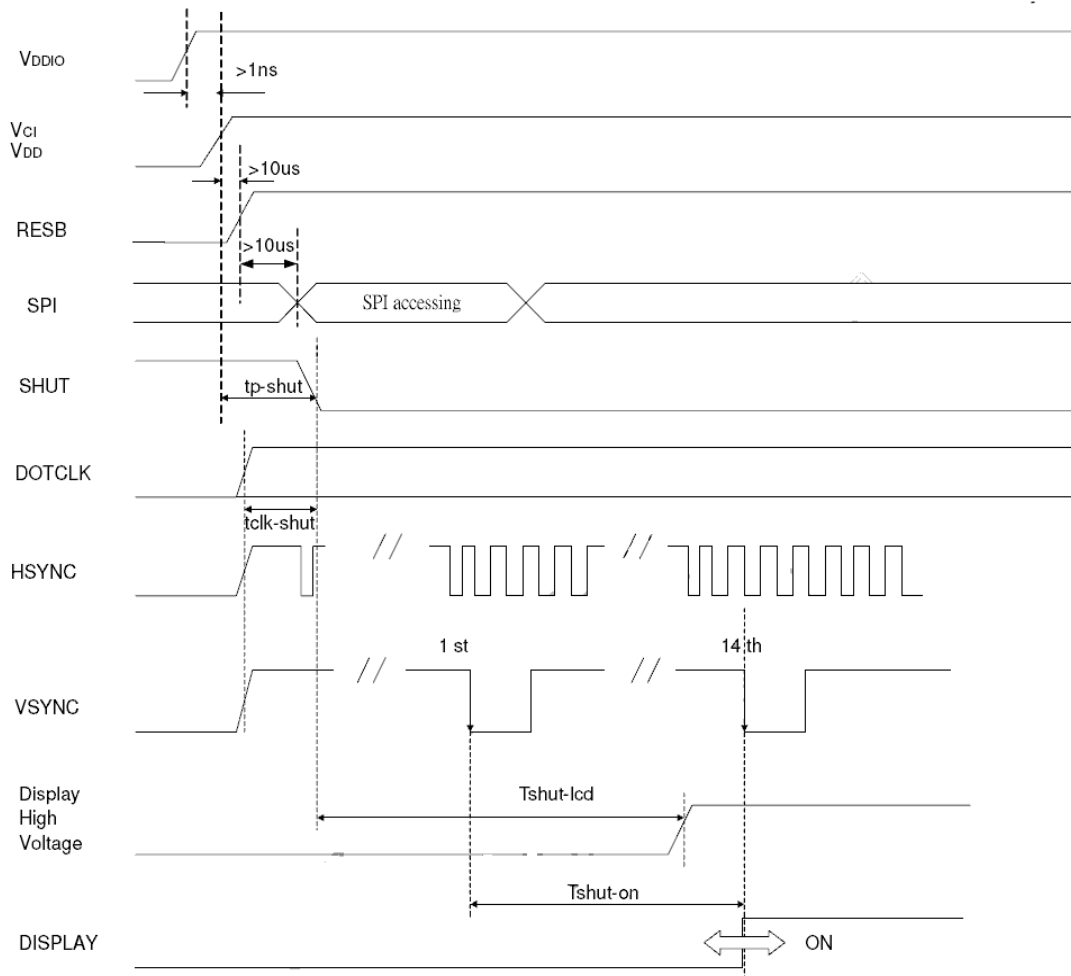 VDDIO
>1ns
VCI
VDD
>10us
RESB
>10us
SPI
SPI accessing
SHUT
tp-shut
DOTCLK
tclk-shut
HSYNC
1 st
14 th
VSYNC
Display
High
Voltage
Tshut-lcd
Tshut-on
DISPLAY
ON